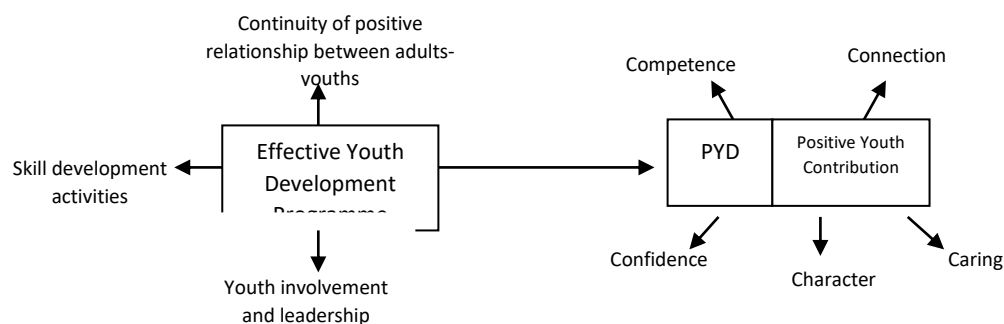 Continuity of positive
relationship between adults-
youths
Competence
Connection
Skill development
activities
Effective Youth
Development
Programme
PYD
Positive Youth
Contribution
Confidence
Character
Caring
Youth involvement
and leadership